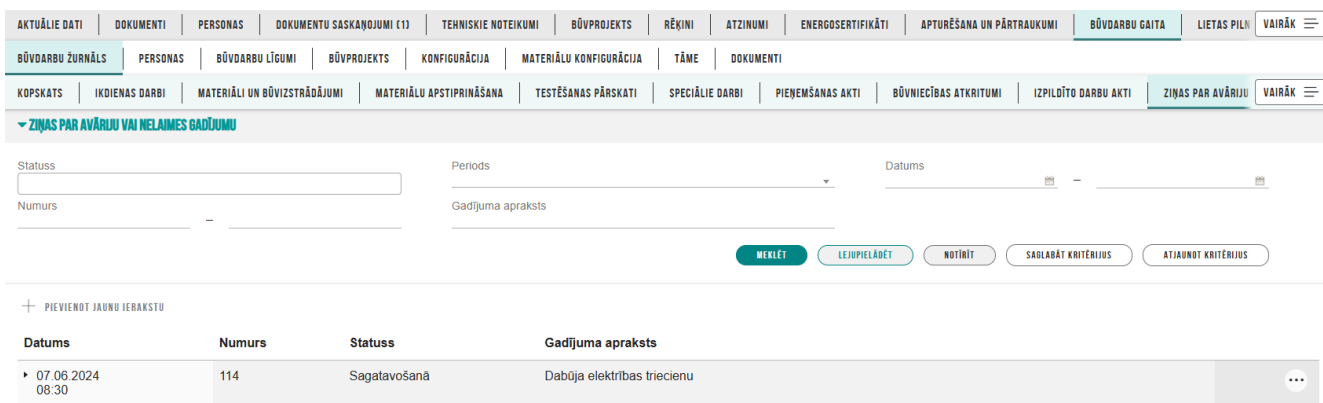 AKTUĀLIE DATI DOKUMENTI PERSONAS DOKUMENTU SASKAŅOJUMI (1) TEHNISKIE NOTEIKUMI BŪVPROJEKTS RĒĶINI ATZINUMI ENERGOSERTIFIKĀTI APTURĒŠANA UN PĀRTRAUKUMI BŪVDARBU GAITA LIETAS PILN VAIRĀK
BŪVDARBU ŽURNĀLS PERSONAS BŪVDARBU LĪGUMI BŪVPROJEKTS KONFIGURĀCIJA MATERIĀLU KONFIGURĀCIJA TĀME DOKUMENTI
KOPSKATS IKDIENAS DARBI MATERIĀLI UN BŪVIZSTRĀDĀJUMI MATERIĀLU APSTIPRINĀŠANA TESTĒŠANAS PĀRSKATI SPECIĀLIE DARBI PIEŅEMŠANAS AKTI BŪVNIECĪBAS ATKRITUMI IZPILDĪTO DARBU AKTI ZIŅAS PAR AVĀRIJU VAIRĀK
ZIŅAS PAR AVĀRIJU VAI NELAIMES GADĪJUMU
Statuss Periods Datums
–
Numurs Gadījuma apraksts
–
MEKLĒT LEJUPIELĀDĒT NOTĪRĪT SAGLABĀT KRITĒRIJUS ATJAUNOT KRITĒRIJUS
PIEVIENOT JAUNU IERAKSTU
Datums Numurs Statuss Gadījuma apraksts
07.06.2024 114 Sagatavošanā Dabūja elektrības triecienu
08:30